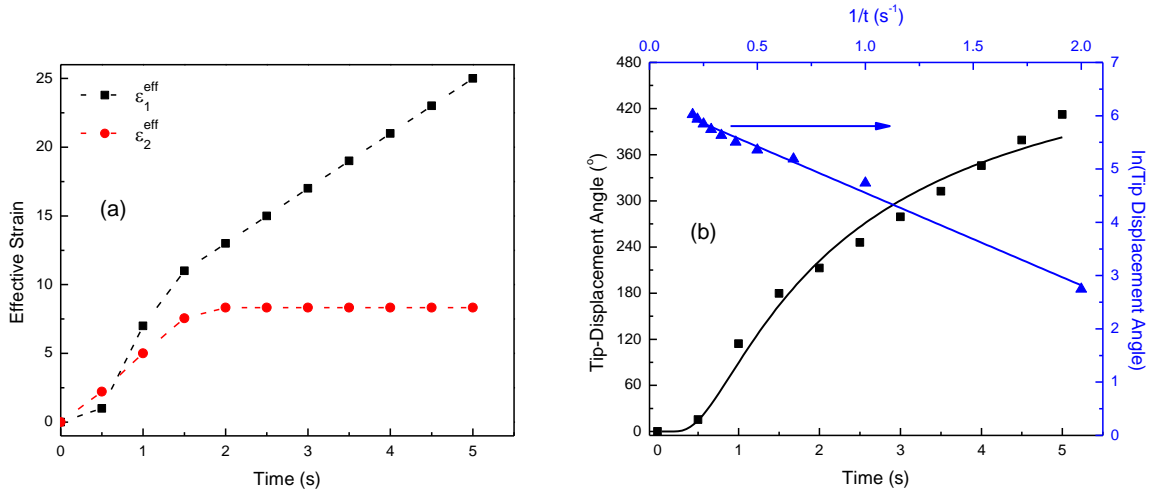 25
20
15
10
5
0
Effective Strain
ε₁ᵉᶠᶠ
ε₂ᵉᶠᶠ
(a)
0 1 2 3 4 5
Time (s)
1/t (s⁻¹)
0.0 0.5 1.0 1.5 2.0
480
420
360
300
240
180
120
60
0
Tip-Displacement Angle (°)
(b)
7
6
5
4
3
2
1
0
ln(Tip Displacement Angle)
0 1 2 3 4 5
Time (s)